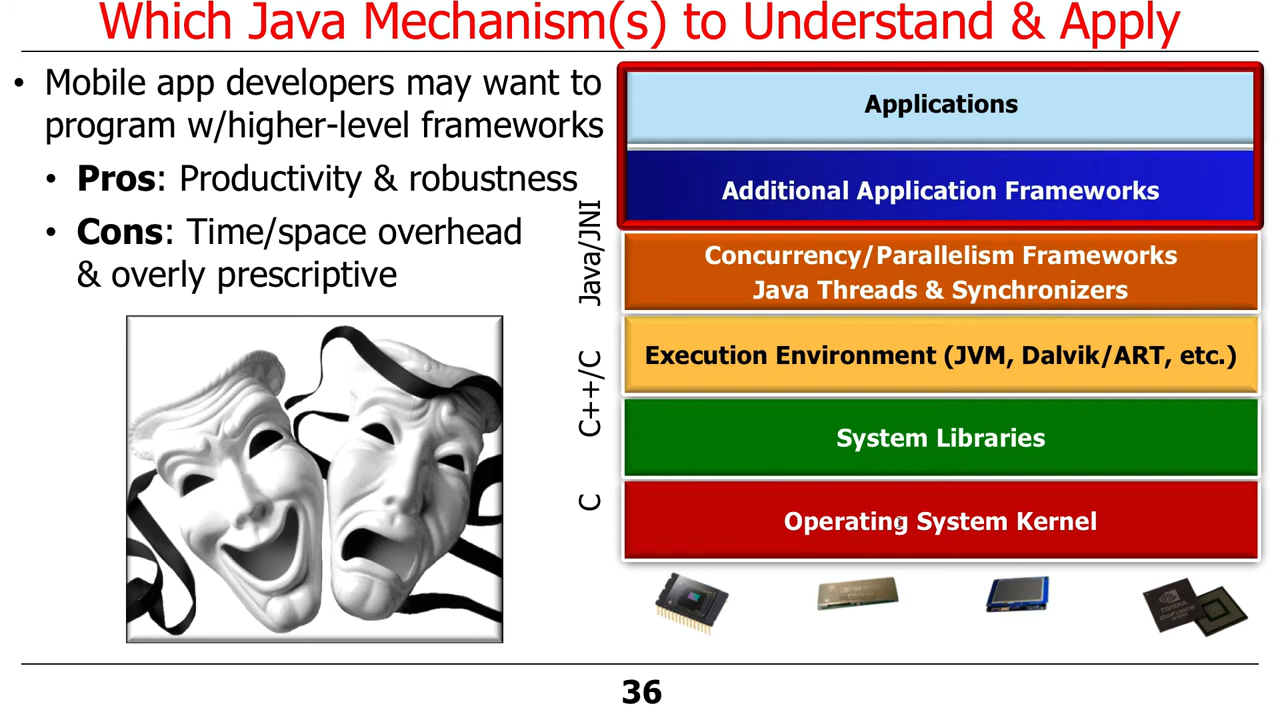 Which Java Mechanism(s) to Understand & Apply
• Mobile app developers may want to
program w/higher-level frameworks
• Pros: Productivity & robustness
• Cons: Time/space overhead
& overly prescriptive
Applications
Additional Application Frameworks
Java/JNI
Concurrency/Parallelism Frameworks
Java Threads & Synchronizers
C++/C
Execution Environment (JVM, Dalvik/ART, etc.)
System Libraries
C
Operating System Kernel
NVIDIA
36